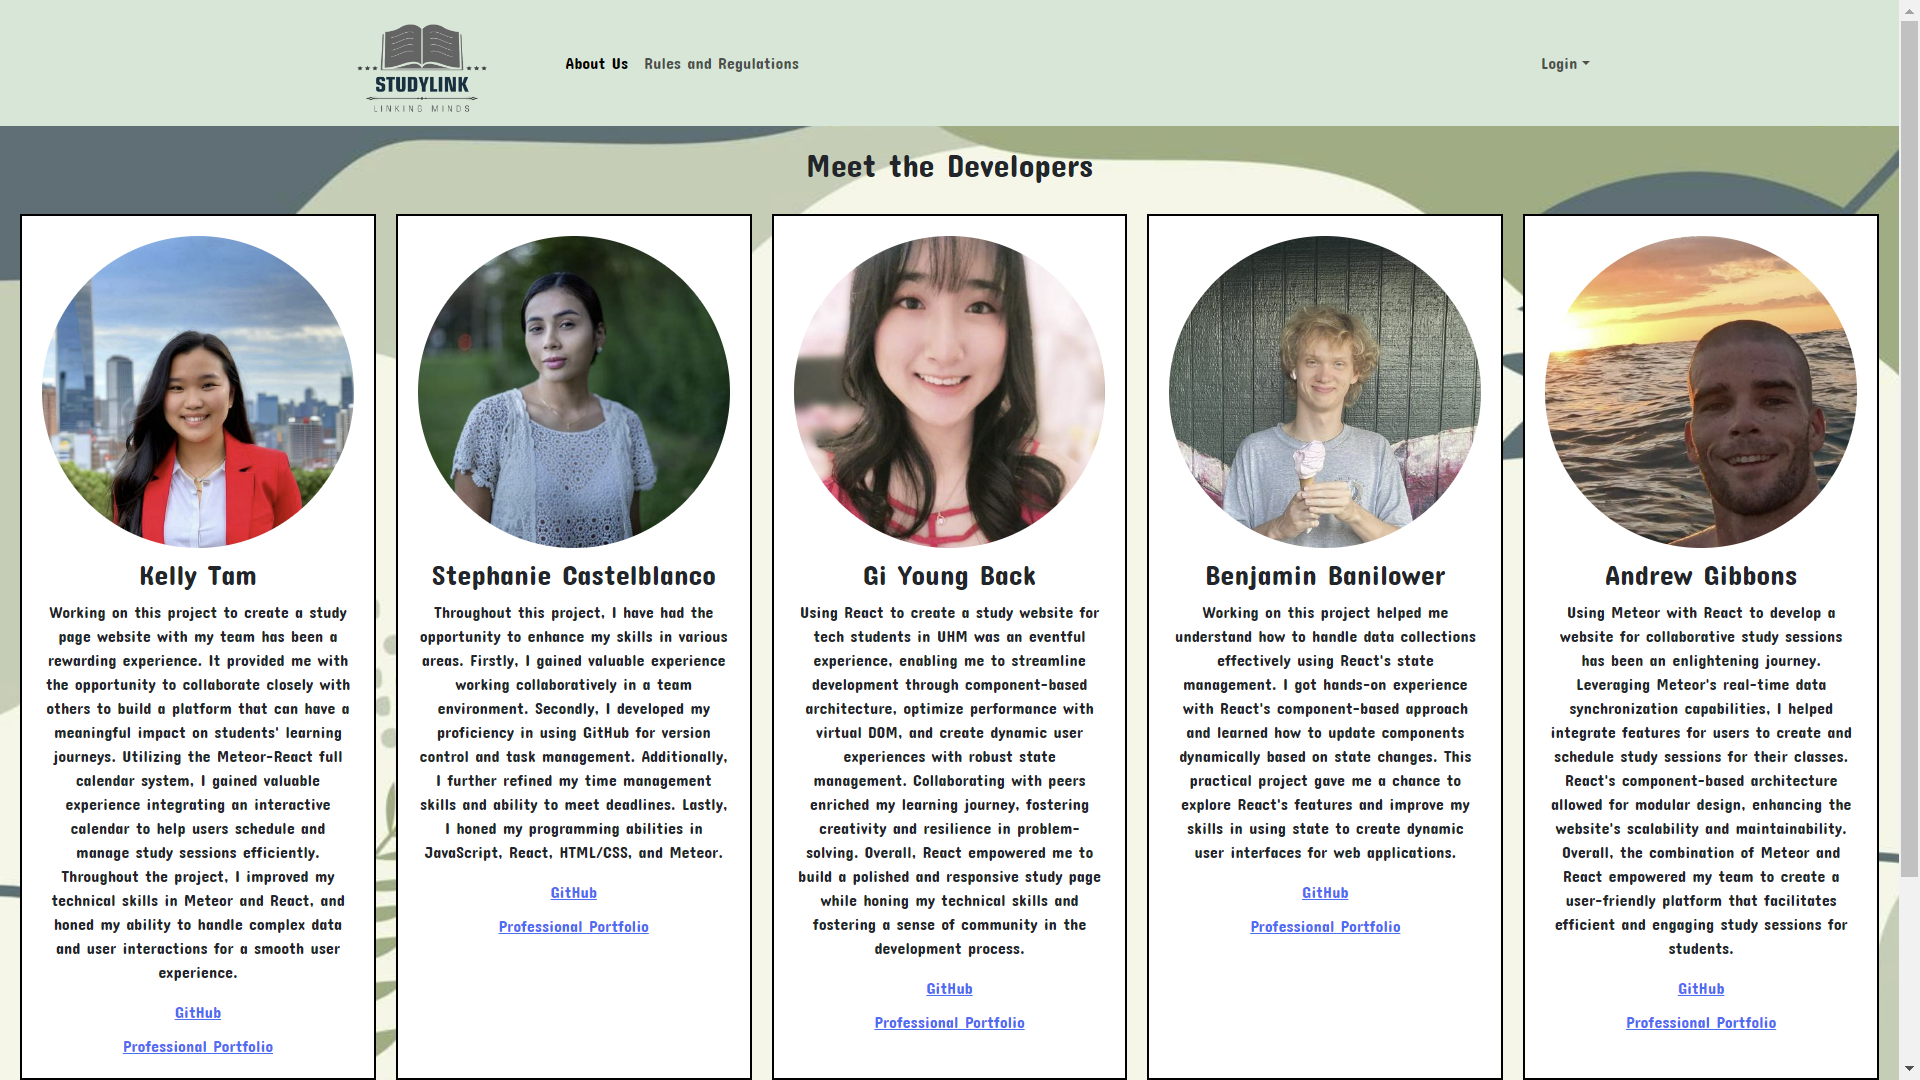 STUDYLINK
LINKING MINDS
About Us
Rules and Regulations
Login
Meet the Developers
Kelly Tam
Working on this project to create a study
page website with my team has been a
rewarding experience. It provided me with
the opportunity to collaborate closely with
others to build a platform that can have a
meaningful impact on students' learning
journeys. Utilizing the Meteor-React full
calendar system, I gained valuable
experience integrating an interactive
calendar to help users schedule and
manage study sessions efficiently.
Throughout the project, I improved my
technical skills in Meteor and React, and
honed my ability to handle complex data
and user interactions for a smooth user
experience.
GitHub
Professional Portfolio
Stephanie Castelblanco
Throughout this project, I have had the
opportunity to enhance my skills in various
areas. Firstly, I gained valuable experience
working collaboratively in a team
environment. Secondly, I developed my
proficiency in using GitHub for version
control and task management. Additionally,
I further refined my time management
skills and ability to meet deadlines. Lastly,
I honed my programming abilities in
JavaScript, React, HTML/CSS, and Meteor.
GitHub
Professional Portfolio
Gi Young Back
Using React to create a study website for
tech students in UHM was an eventful
experience, enabling me to streamline
development through component-based
architecture, optimize performance with
virtual DOM, and create dynamic user
experiences with robust state
management. Collaborating with peers
enriched my learning journey, fostering
creativity and resilience in problem-
solving. Overall, React empowered me to
build a polished and responsive study page
while honing my technical skills and
fostering a sense of community in the
development process.
GitHub
Professional Portfolio
Benjamin Banilower
Working on this project helped me
understand how to handle data collections
effectively using React's state
management. I got hands-on experience
with React's component-based approach
and learned how to update components
dynamically based on state changes. This
practical project gave me a chance to
explore React's features and improve my
skills in using state to create dynamic
user interfaces for web applications.
GitHub
Professional Portfolio
Andrew Gibbons
Using Meteor with React to develop a
website for collaborative study sessions
has been an enlightening journey.
Leveraging Meteor's real-time data
synchronization capabilities, I helped
integrate features for users to create and
schedule study sessions for their classes.
React's component-based architecture
allowed for modular design, enhancing the
website's scalability and maintainability.
Overall, the combination of Meteor and
React empowered my team to create a
user-friendly platform that facilitates
efficient and engaging study sessions for
students.
GitHub
Professional Portfolio